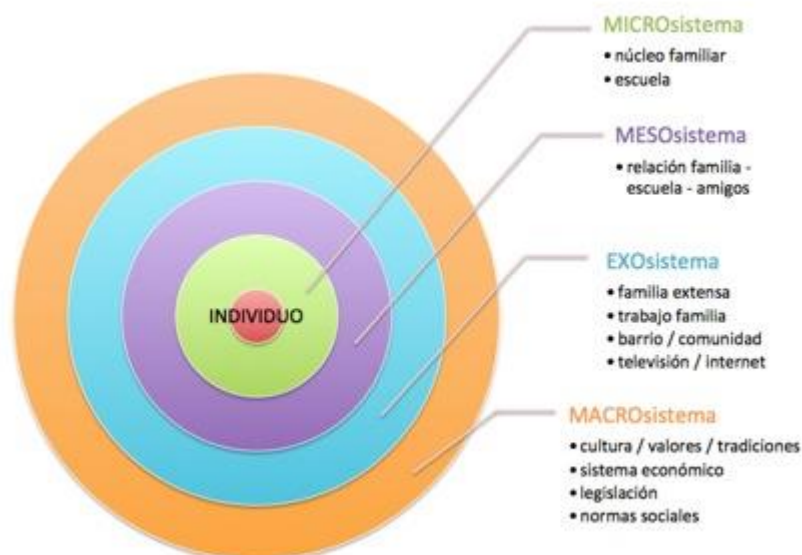 MICROsistema
• núcleo familiar
• escuela
MESOsistema
• relación familia -
escuela - amigos
INDIVIDUO
EXOsistema
• familia extensa
• trabajo familia
• barrio / comunidad
• televisión / internet
MACROsistema
• cultura / valores / tradiciones
• sistema económico
• legislación
• normas sociales